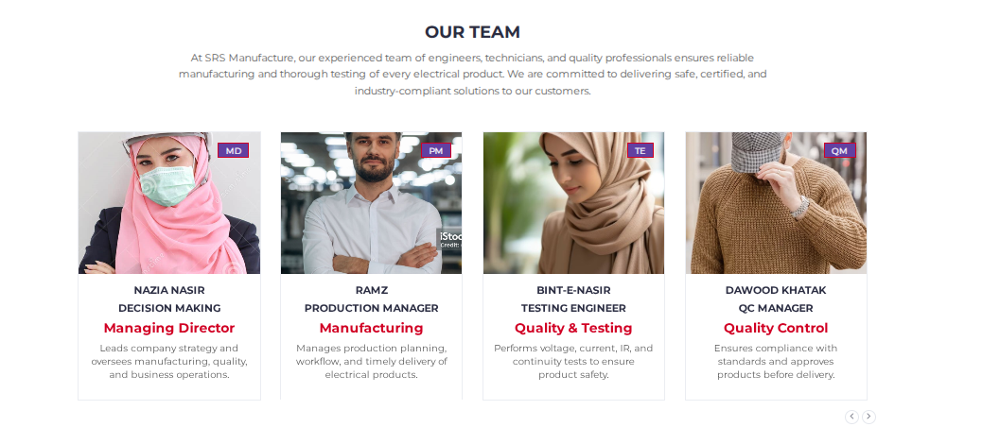 OUR TEAM
At SRS Manufacture, our experienced team of engineers, technicians, and quality professionals ensures reliable
manufacturing and thorough testing of every electrical product. We are committed to delivering safe, certified, and
industry-compliant solutions to our customers.
MD
NAZIA NASIR
DECISION MAKING
Managing Director
Leads company strategy and
oversees manufacturing, quality,
and business operations.
PM
iStoc
Credit:
RAMZ
PRODUCTION MANAGER
Manufacturing
Manages production planning,
workflow, and timely delivery of
electrical products.
TE
BINT-E-NASIR
TESTING ENGINEER
Quality & Testing
Performs voltage, current, IR, and
continuity tests to ensure
product safety.
QM
DAWOOD KHATAK
QC MANAGER
Quality Control
Ensures compliance with
standards and approves
products before delivery.